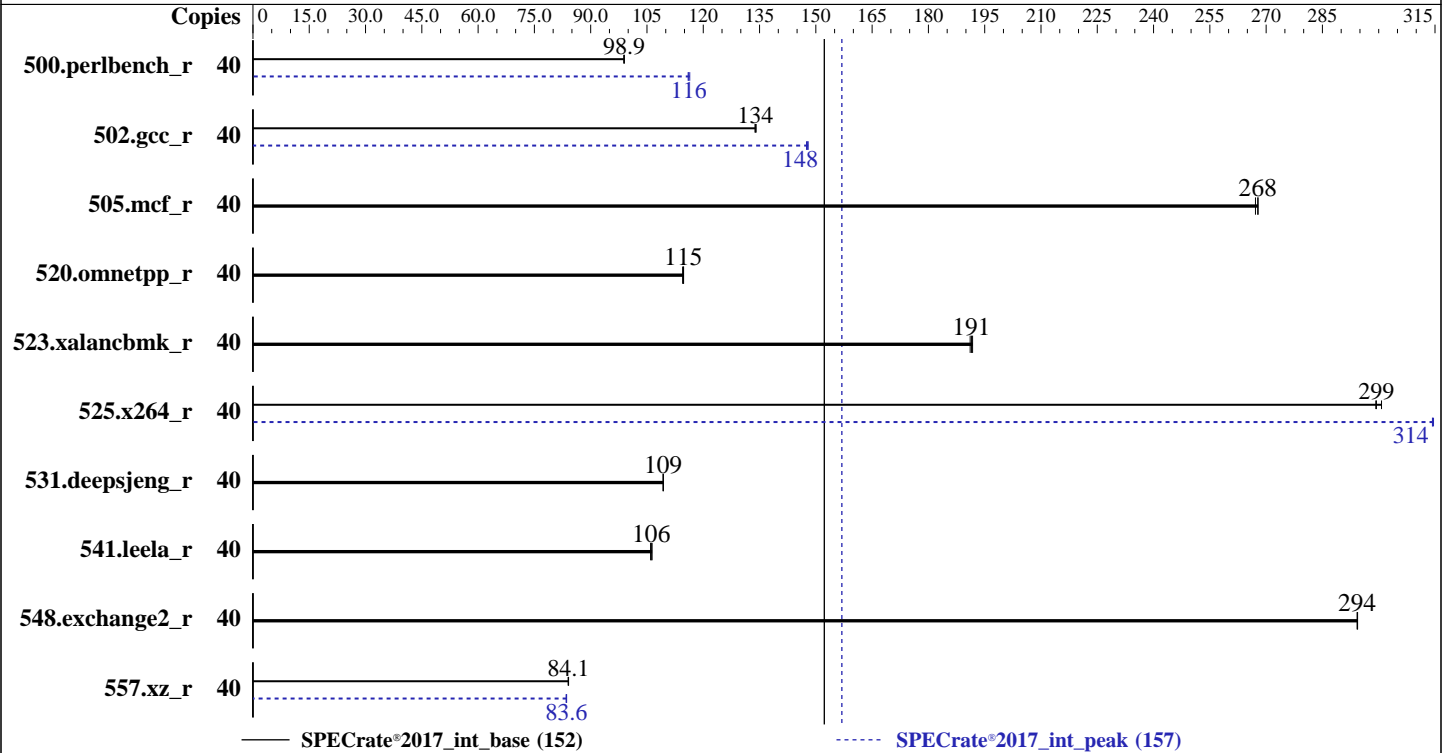 Copies 0 15.0 30.0 45.0 60.0 75.0 90.0 105 120 135 150 165 180 195 210 225 240 255 270 285 315
98.9
500.perlbench_r 40
116
134
502.gcc_r 40
148
268
505.mcf_r 40
115
520.omnetpp_r 40
191
523.xalancbmk_r 40
299
525.x264_r 40
314
109
531.deepsjeng_r 40
106
541.leela_r 40
294
548.exchange2_r 40
84.1
557.xz_r 40
83.6
SPECrate®2017_int_base (152) SPECrate®2017_int_peak (157)